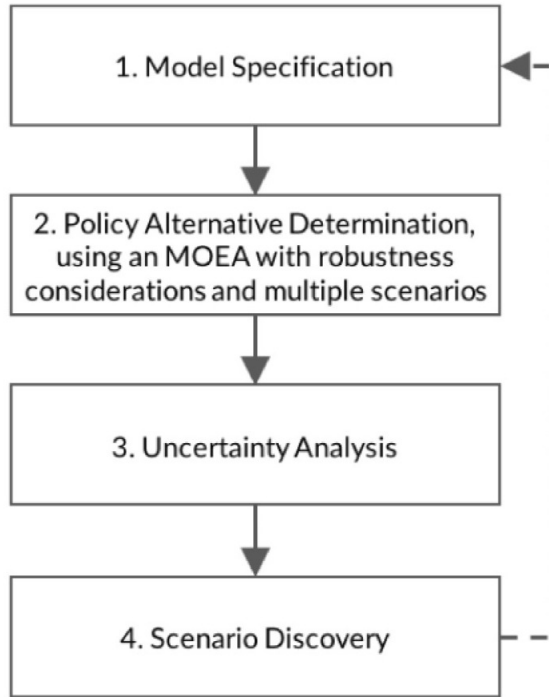 1. Model Specification
2. Policy Alternative Determination,
using an MOEA with robustness
considerations and multiple scenarios
3. Uncertainty Analysis
4. Scenario Discovery